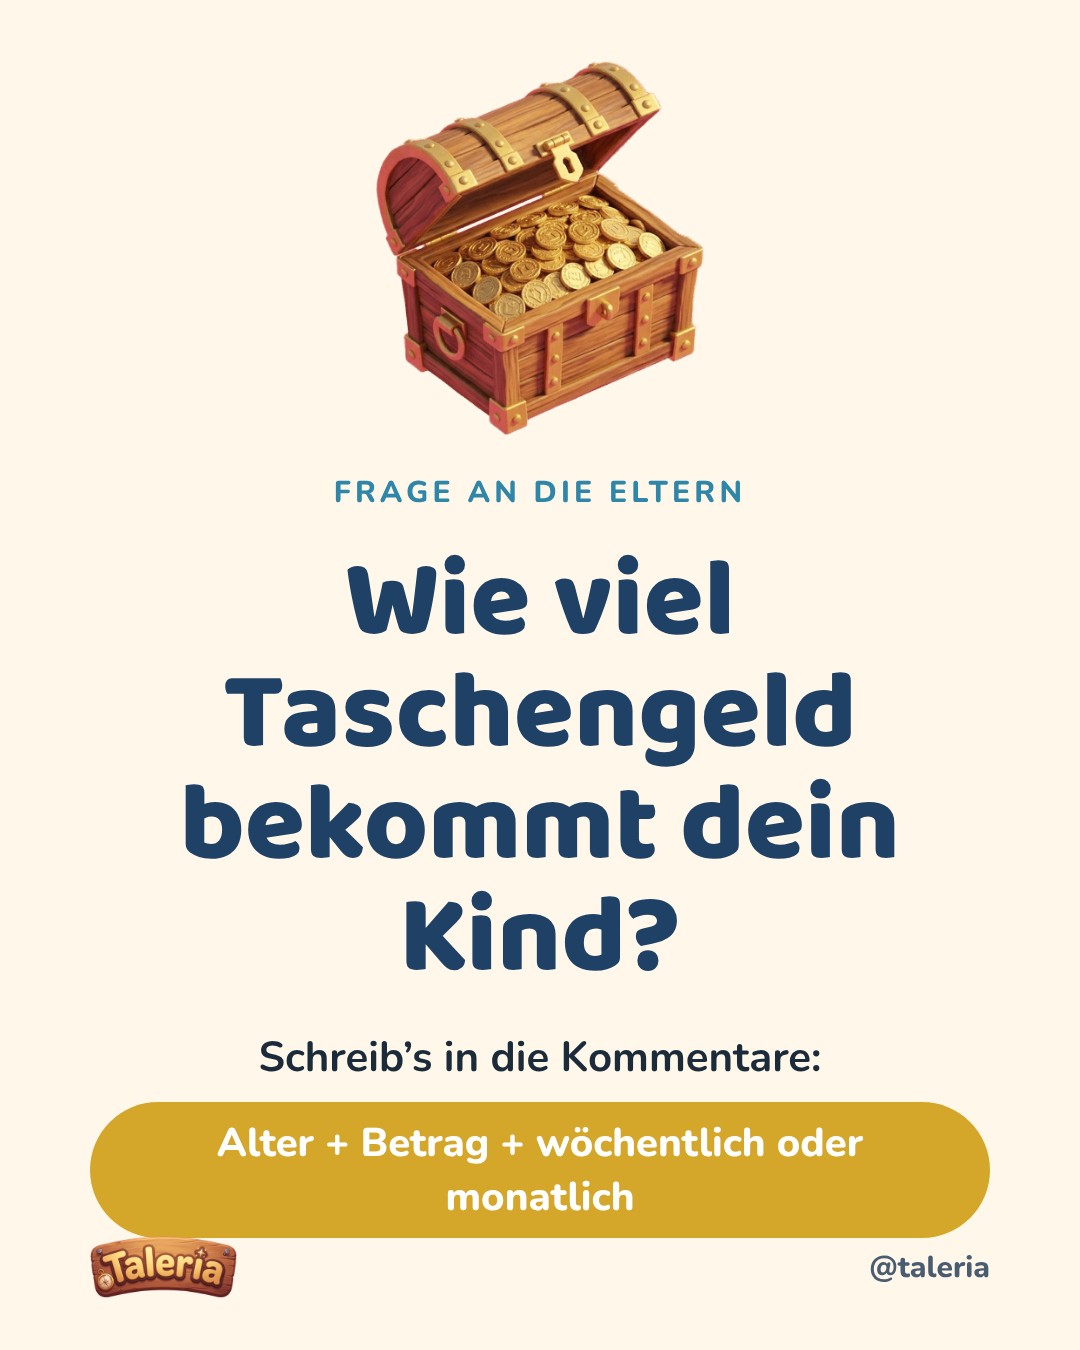 FRAGE AN DIE ELTERN
Wie viel
Taschengeld
bekommt dein
Kind?
Schreib’s in die Kommentare:
Alter + Betrag + wöchentlich oder
monatlich
Taleria
@taleria